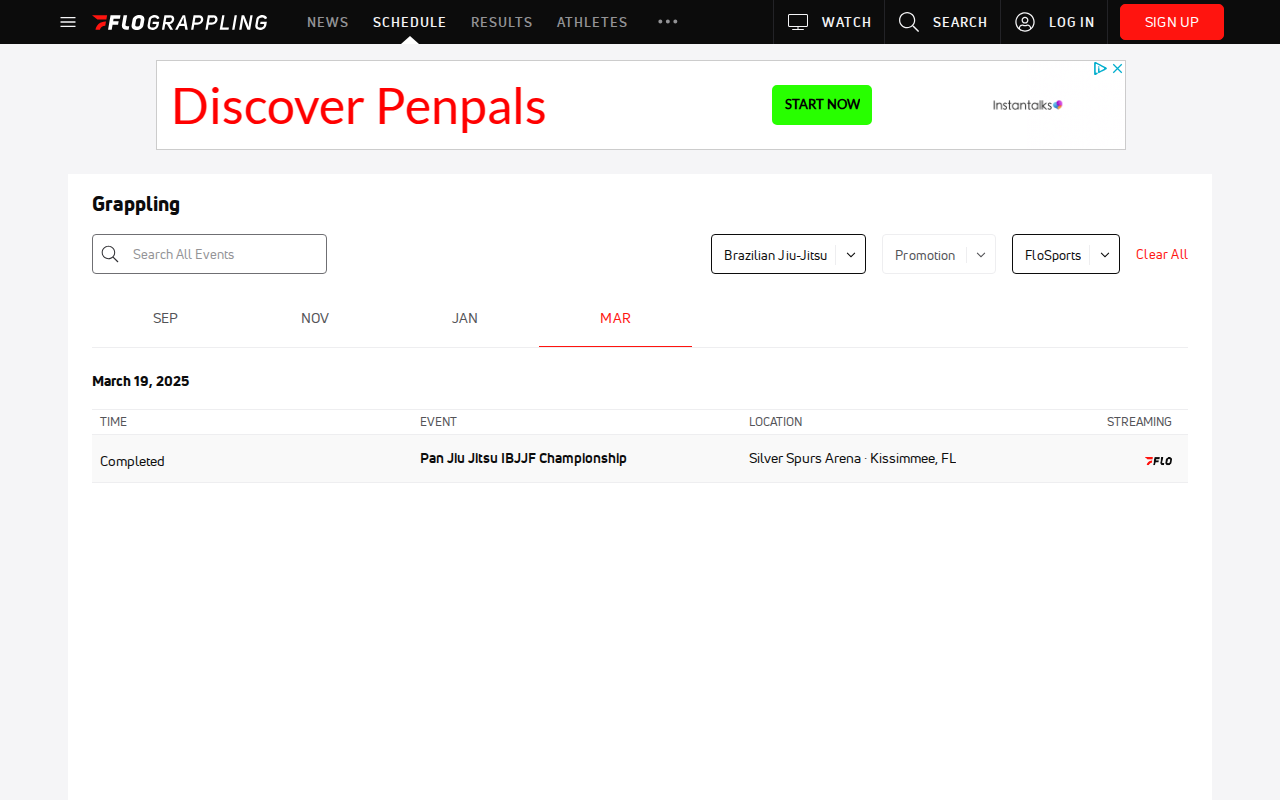 FLOGRAPPLING NEWS SCHEDULE RESULTS ATHLETES WATCH SEARCH LOG IN SIGN UP
Discover Penpals START NOW Instantalks
Grappling
Search All Events Brazilian Jiu-Jitsu Promotion FloSports Clear All
SEP NOV JAN MAR
March 19, 2025
TIME EVENT LOCATION STREAMING
Completed Pan Jiu Jitsu IBJJF Championship Silver Spurs Arena · Kissimmee, FL FLO